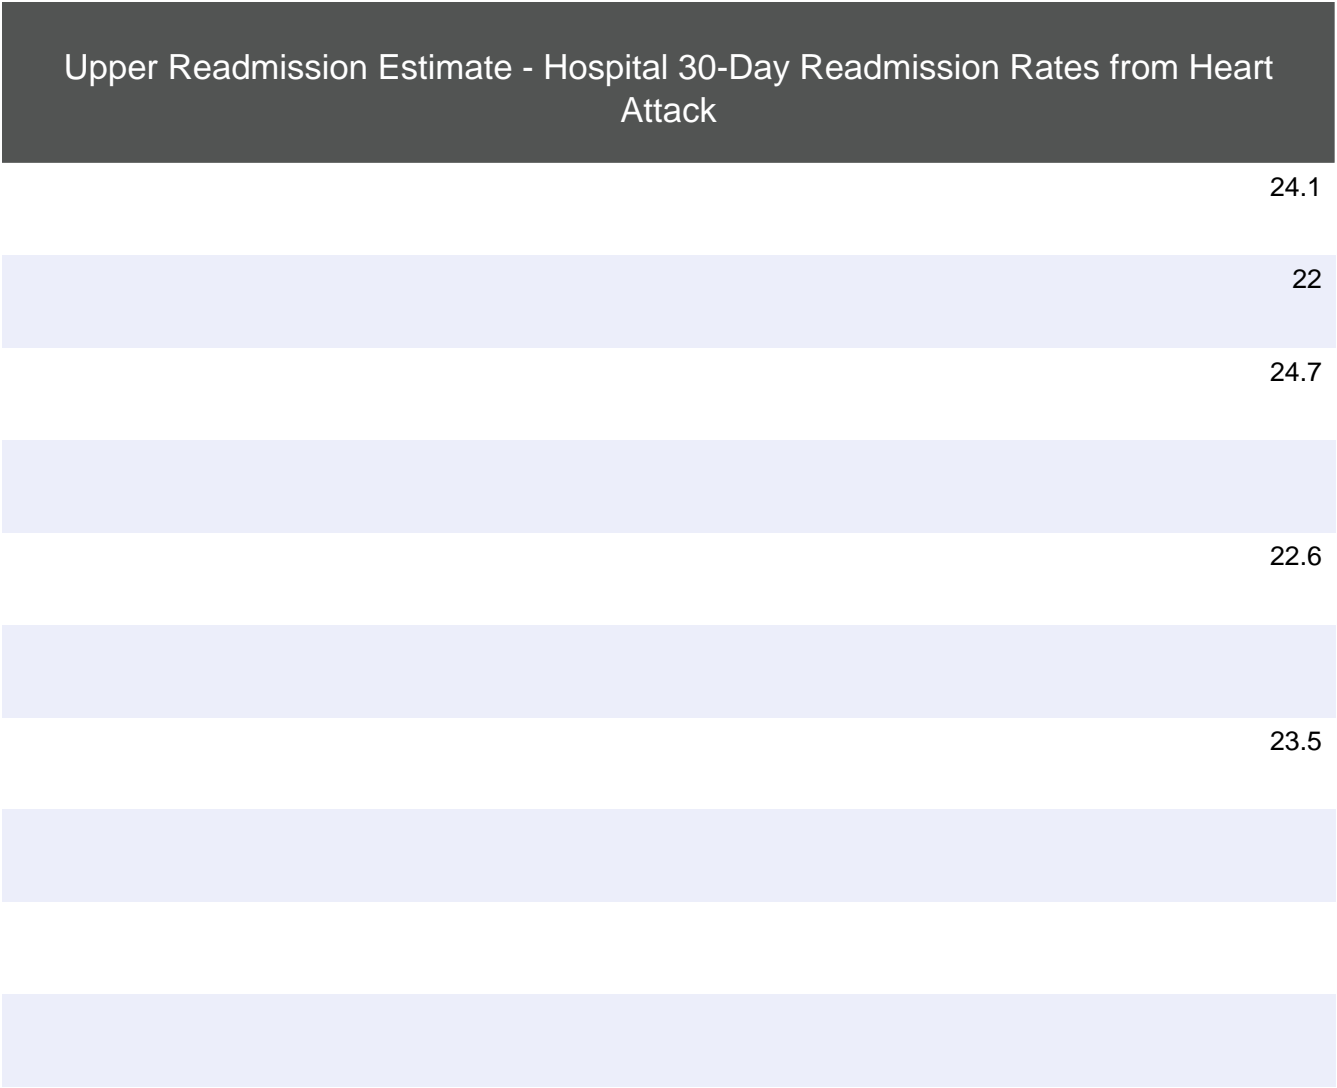 Upper Readmission Estimate - Hospital 30-Day Readmission Rates from Heart
Attack
24.1
22
24.7
22.6
23.5